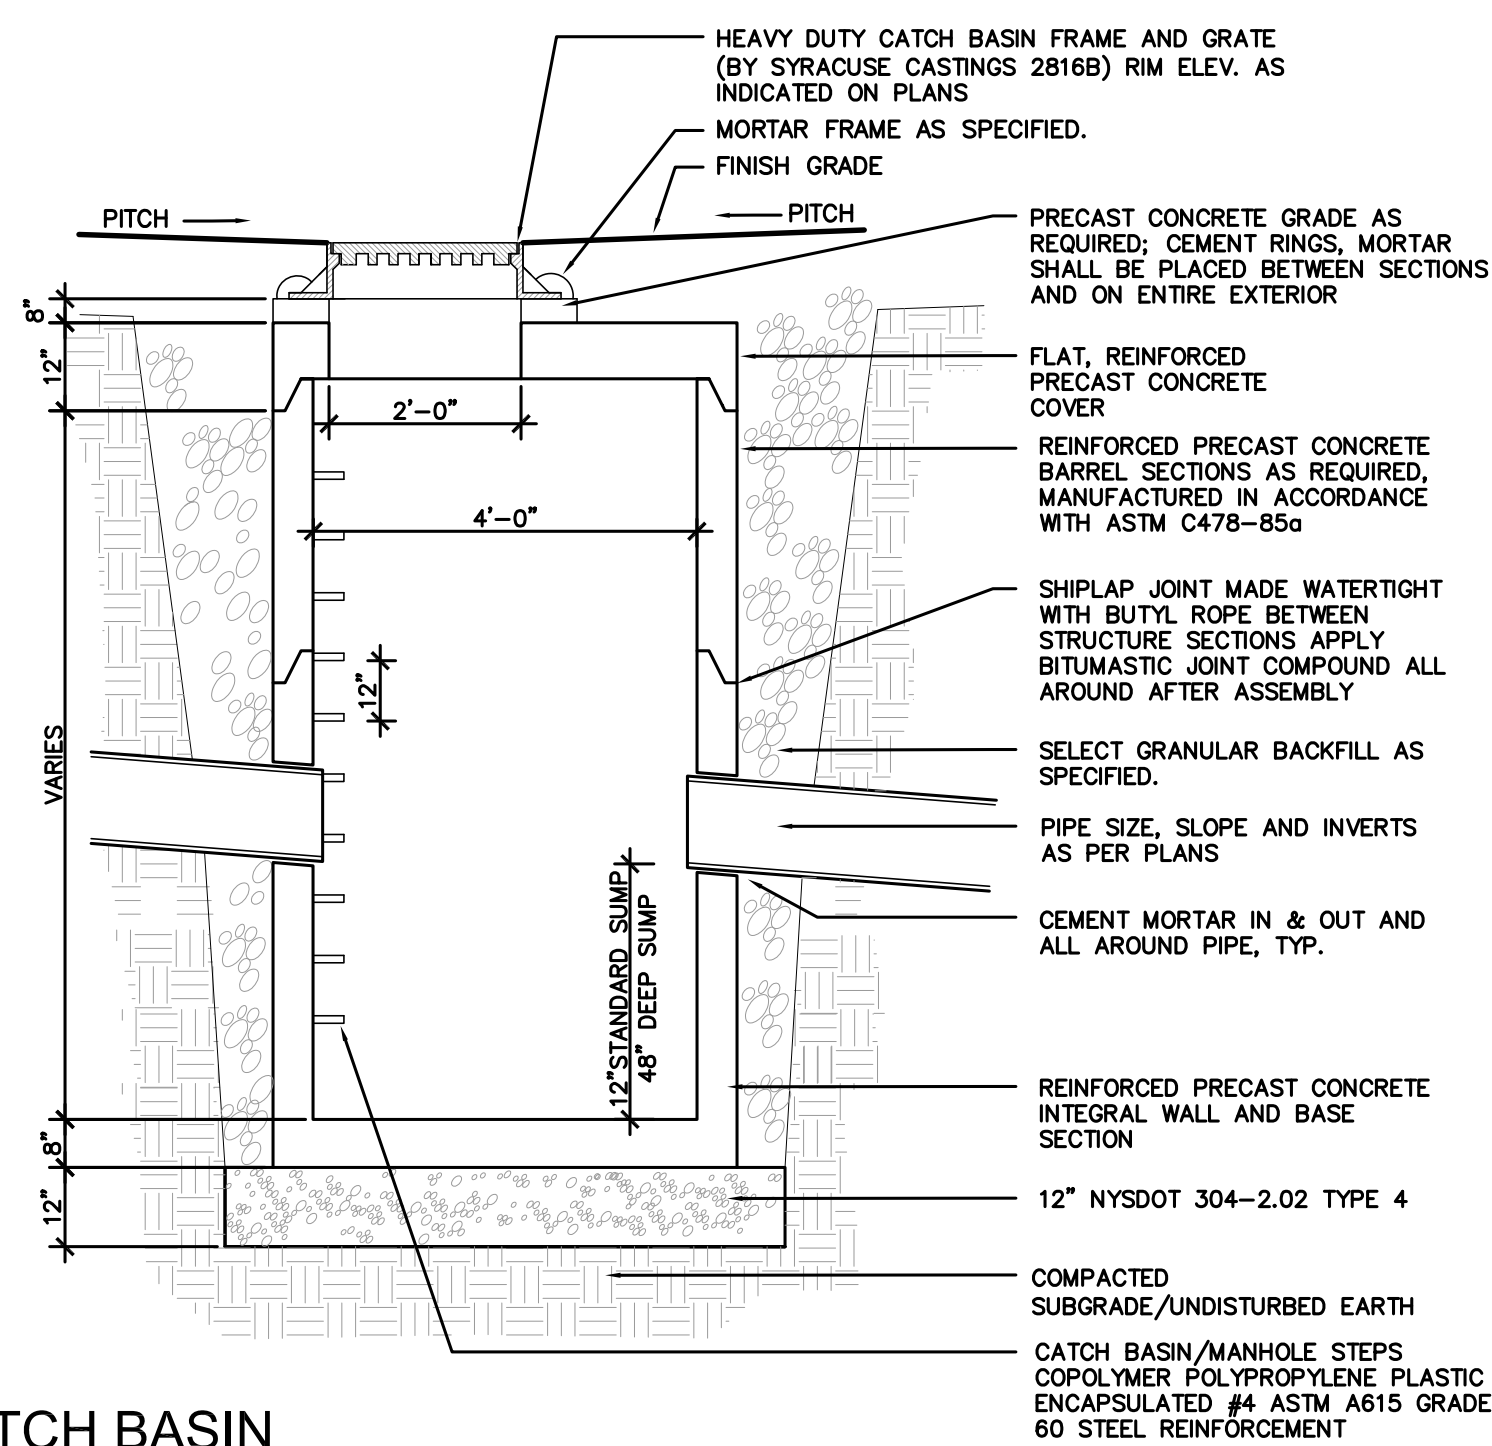 HEAVY DUTY CATCH BASIN FRAME AND GRATE
(BY SYRACUSE CASTINGS 2816B) RIM ELEV. AS
INDICATED ON PLANS
MORTAR FRAME AS SPECIFIED.
FINISH GRADE
PITCH
PITCH
PRECAST CONCRETE GRADE AS
REQUIRED; CEMENT RINGS, MORTAR
SHALL BE PLACED BETWEEN SECTIONS
AND ON ENTIRE EXTERIOR
8"
12"
FLAT, REINFORCED
PRECAST CONCRETE
COVER
2'-0"
REINFORCED PRECAST CONCRETE
BARREL SECTIONS AS REQUIRED,
MANUFACTURED IN ACCORDANCE
WITH ASTM C478-85a
4'-0"
SHIPLAP JOINT MADE WATERTIGHT
WITH BUTYL ROPE BETWEEN
STRUCTURE SECTIONS APPLY
BITUMASTIC JOINT COMPOUND ALL
AROUND AFTER ASSEMBLY
12"
VARIES
SELECT GRANULAR BACKFILL AS
SPECIFIED.
PIPE SIZE, SLOPE AND INVERTS
AS PER PLANS
CEMENT MORTAR IN & OUT AND
ALL AROUND PIPE, TYP.
12"STANDARD SUMP
48" DEEP SUMP
REINFORCED PRECAST CONCRETE
INTEGRAL WALL AND BASE
SECTION
8"
12"
12" NYSDOT 304-2.02 TYPE 4
COMPACTED
SUBGRADE/UNDISTURBED EARTH
CATCH BASIN/MANHOLE STEPS
COPOLYMER POLYPROPYLENE PLASTIC
ENCAPSULATED #4 ASTM A615 GRADE
60 STEEL REINFORCEMENT
TCH BASIN